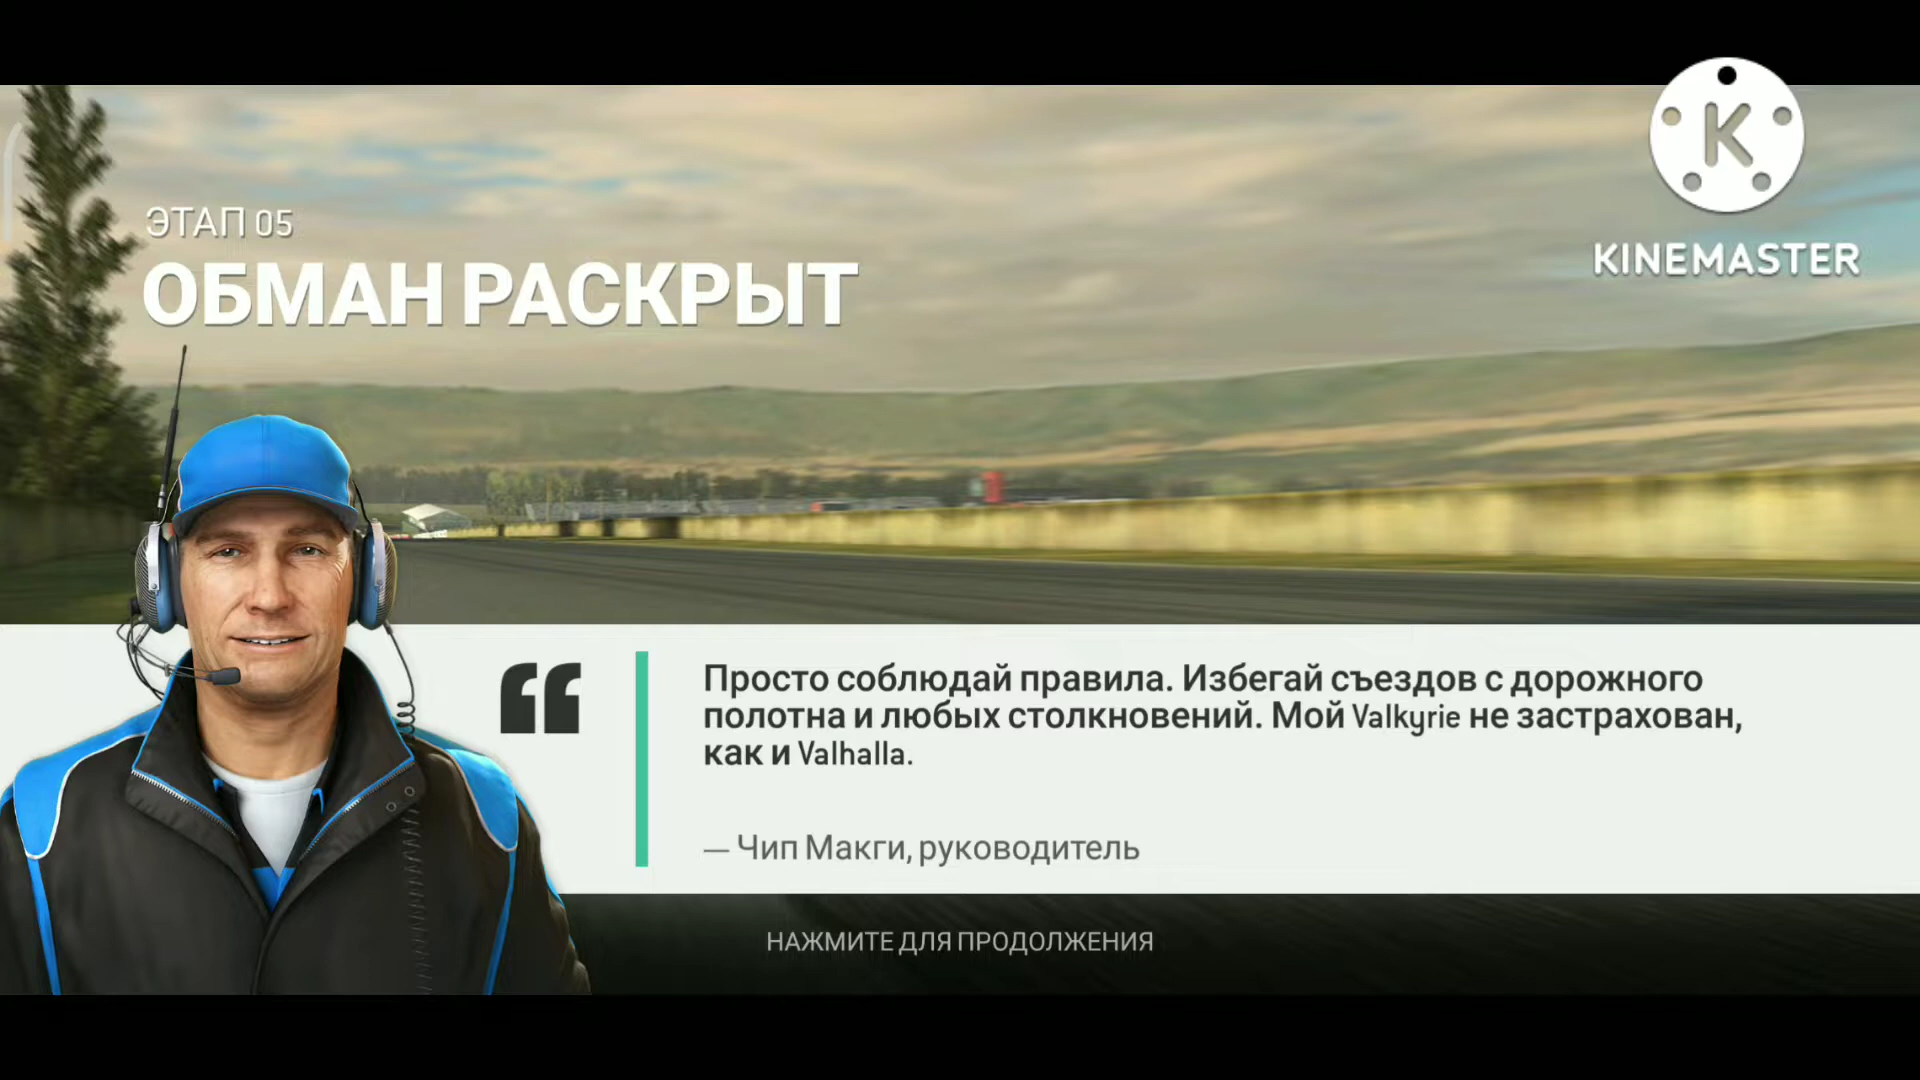 K
KINEMASTER
ЭТАП 05
ОБМАН РАСКРЫТ
Просто соблюдай правила. Избегай съездов с дорожного
полотна и любых столкновений. Мой Valkyrie не застрахован,
как и Valhalla.
— Чип Макги, руководитель
НАЖМИТЕ ДЛЯ ПРОДОЛЖЕНИЯ